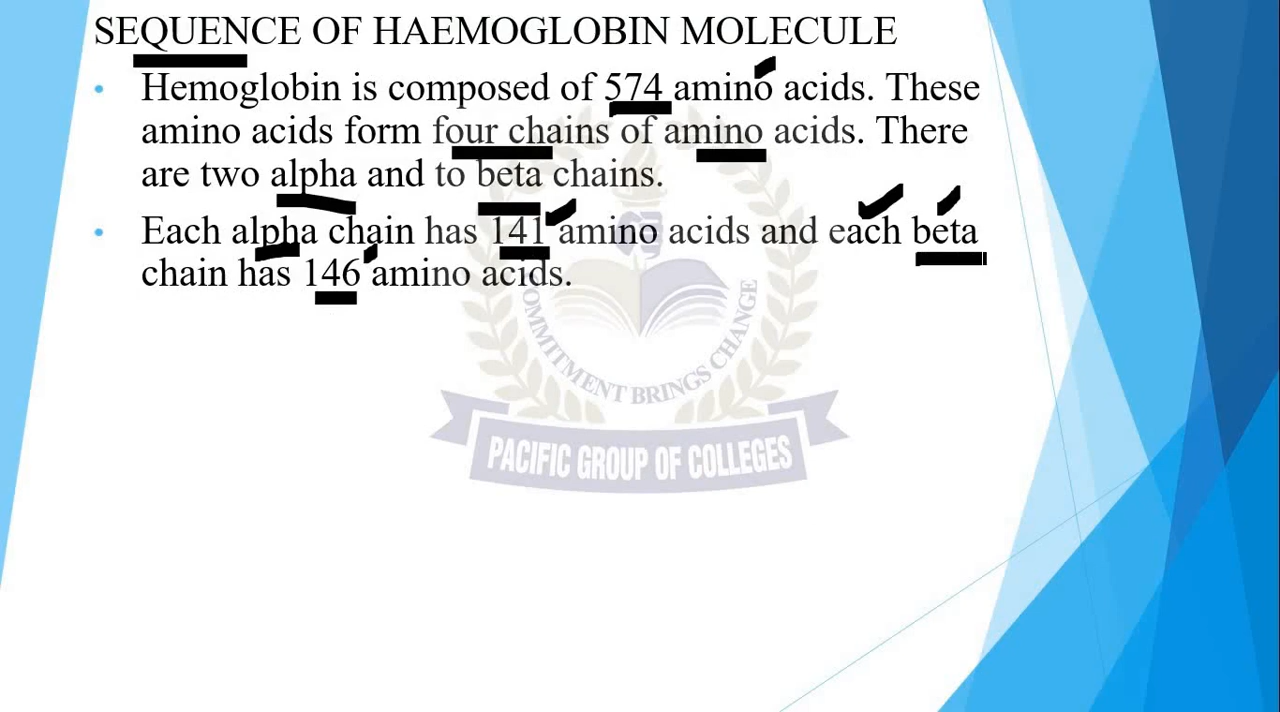 SEQUENCE OF HAEMOGLOBIN MOLECULE
• Hemoglobin is composed of 574 amino acids. These
amino acids form four chains of amino acids. There
are two alpha and to beta chains.
• Each alpha chain has 141 amino acids and each beta
chain has 146 amino acids.
COMMITMENT BRINGS CHANGE
PACIFIC GROUP OF COLLEGES